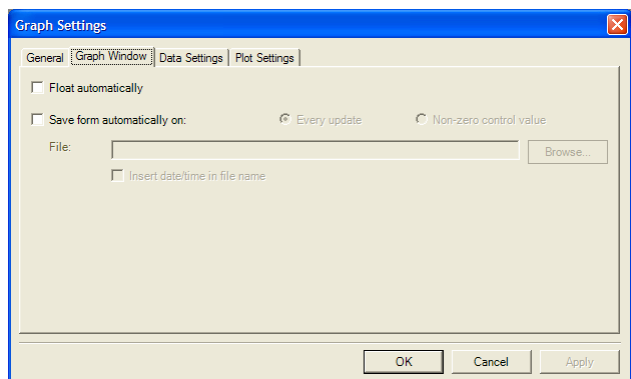 Graph Settings
General Graph Window Data Settings Plot Settings
Float automatically
Save form automatically on: Every update Non-zero control value
File: Browse...
Insert date/time in file name
OK Cancel Apply